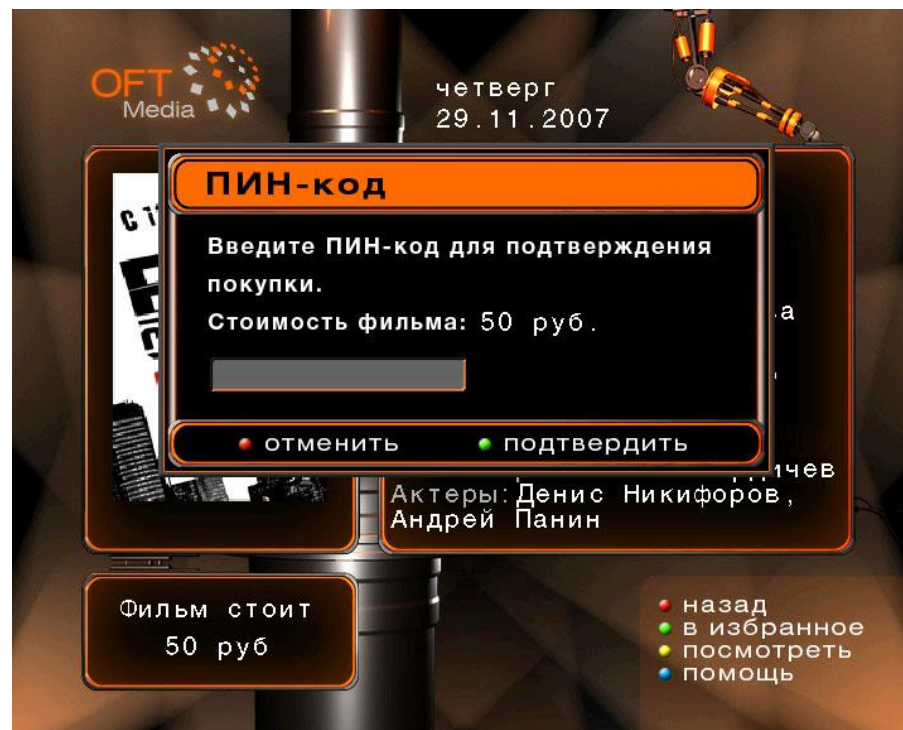 OFT
Media
четверг
29.11.2007
ПИН-код
Введите ПИН-код для подтверждения
покупки.
Стоимость фильма: 50 руб.
отменить
подтвердить
Актеры: Денис Никифоров,
Андрей Панин
Фильм стоит
50 руб
назад
в избранное
посмотреть
помощь